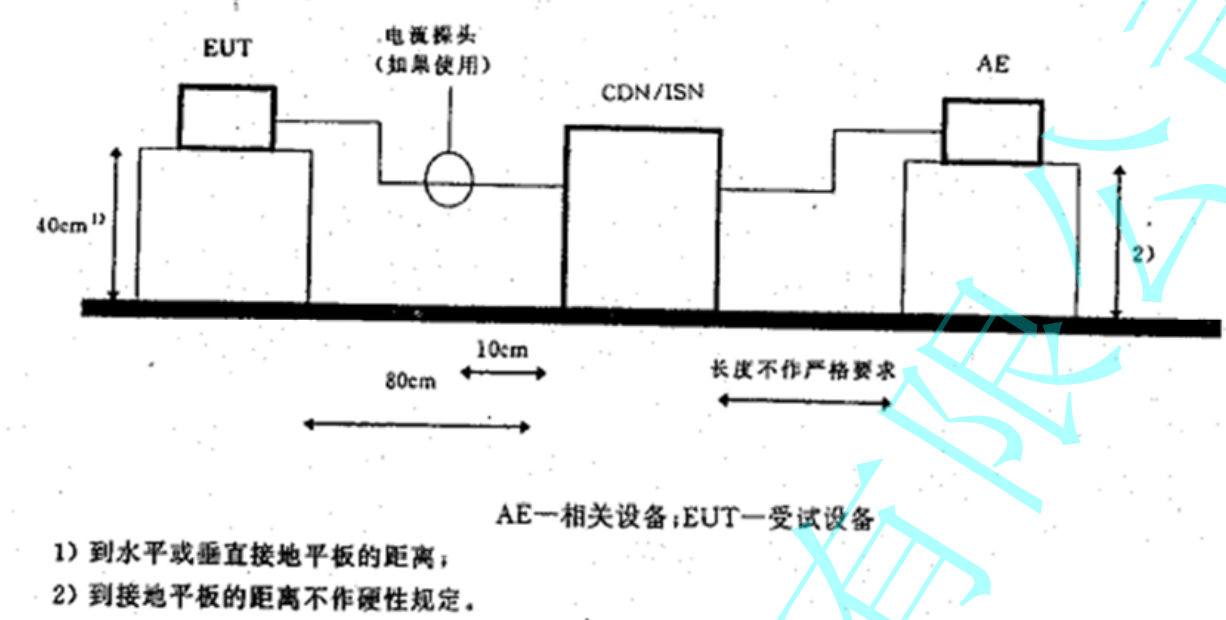 EUT
电流探头
(如果使用)
CDN/ISN
AE
40cm 1)
2)
10cm
80cm
长度不作严格要求
AE—相关设备;EUT—受试设备
1) 到水平或垂直接地平板的距离;
2) 到接地平板的距离不作硬性规定。
有限公